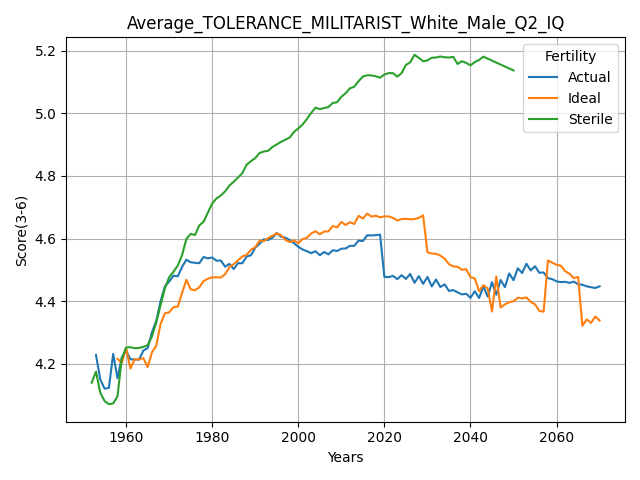 Average_TOLERANCE_MILITARIST_White_Male_Q2_IQ
Fertility
Actual
Ideal
Sterile
Score(3-6)
5.2
5.0
4.8
4.6
4.4
4.2
1960 1980 2000 2020 2040 2060
Years